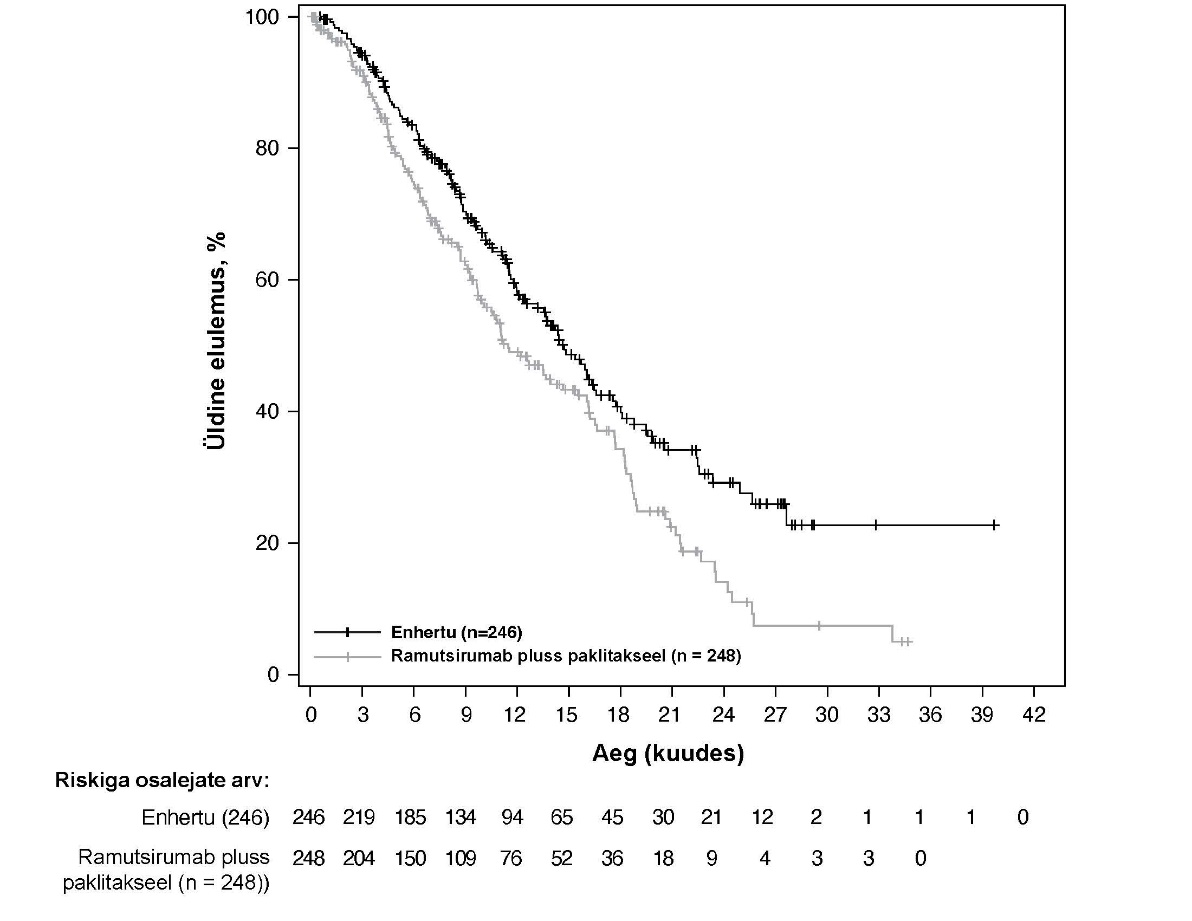 100
80
60
40
20
0
Üldine elulemus, %
Enhertu (n=246)
Ramutsirumab pluss paklitakseel (n = 248)
0 3 6 9 12 15 18 21 24 27 30 33 36 39 42
Aeg (kuudes)
Riskiga osalejate arv:
Enhertu (246) 246 219 185 134 94 65 45 30 21 12 2 1 1 1 0
Ramutsirumab pluss 248 204 150 109 76 52 36 18 9 4 3 3 0
paklitakseel (n = 248))